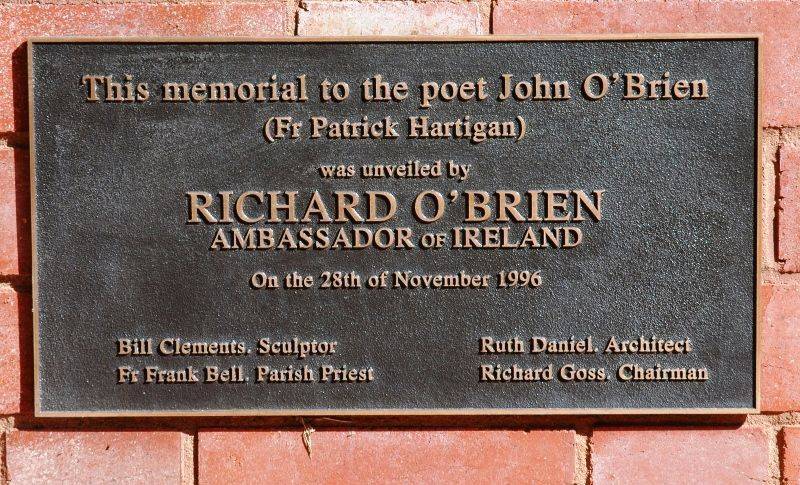 This memorial to the poet John O'Brien
(Fr Patrick Hartigan)
was unveiled by
RICHARD O'BRIEN
AMBASSADOR OF IRELAND
On the 28th of November 1996
Bill Clements. Sculptor
Fr Frank Bell. Parish Priest
Ruth Daniel. Architect
Richard Goss. Chairman